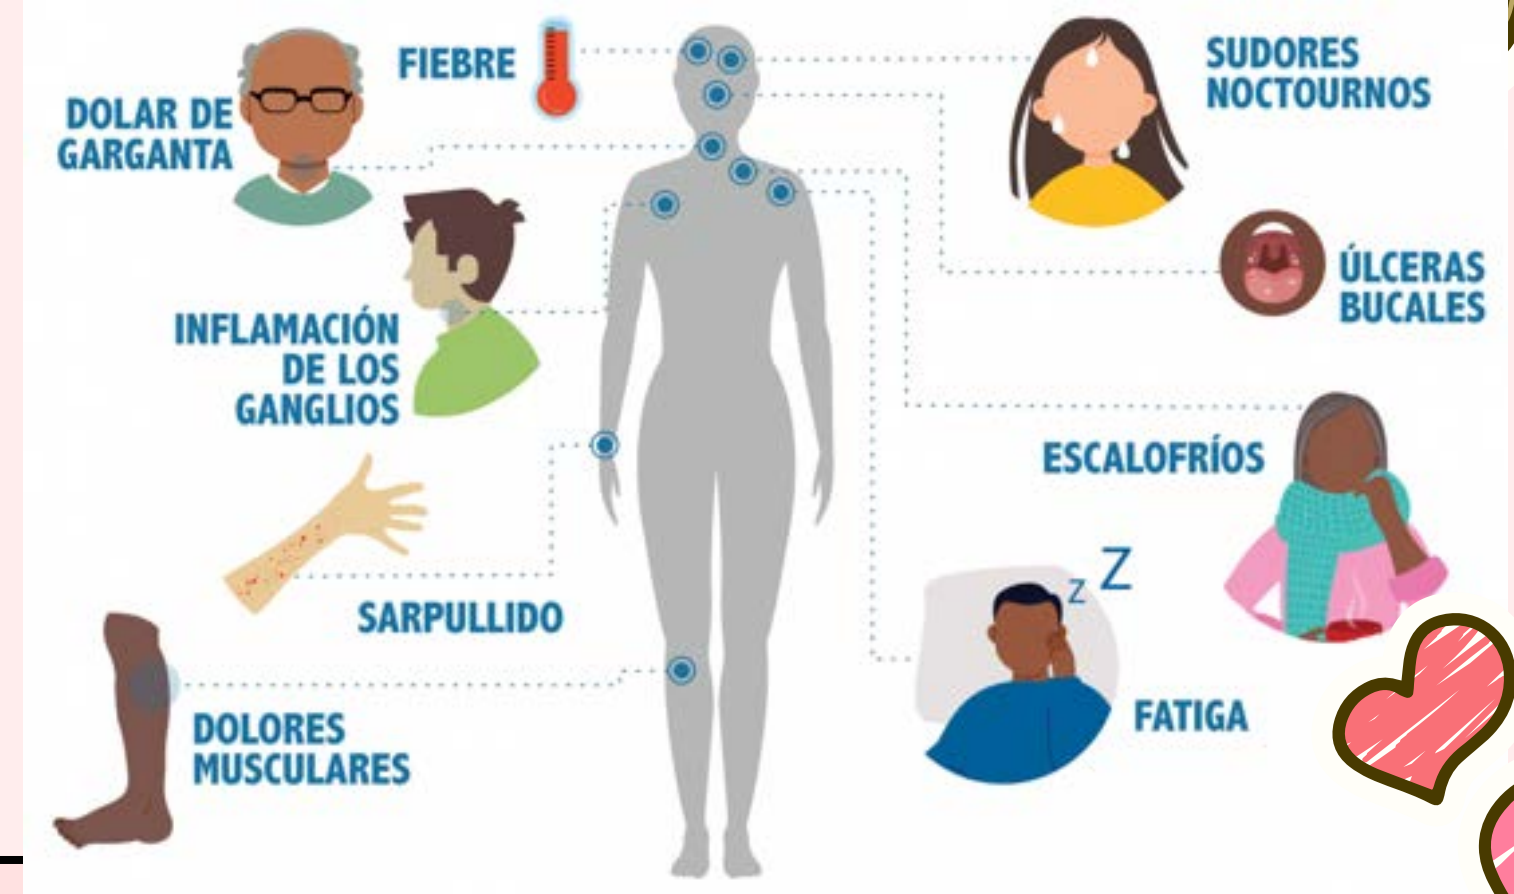 FIEBRE
DOLAR DE
GARGANTA
INFLAMACIÓN
DE LOS
GANGLIOS
SARPULLIDO
DOLORES
MUSCULARES
SUDORES
NOCTOURNOS
ÚLCERAS
BUCALES
ESCALOFRÍOS
Z Z
FATIGA